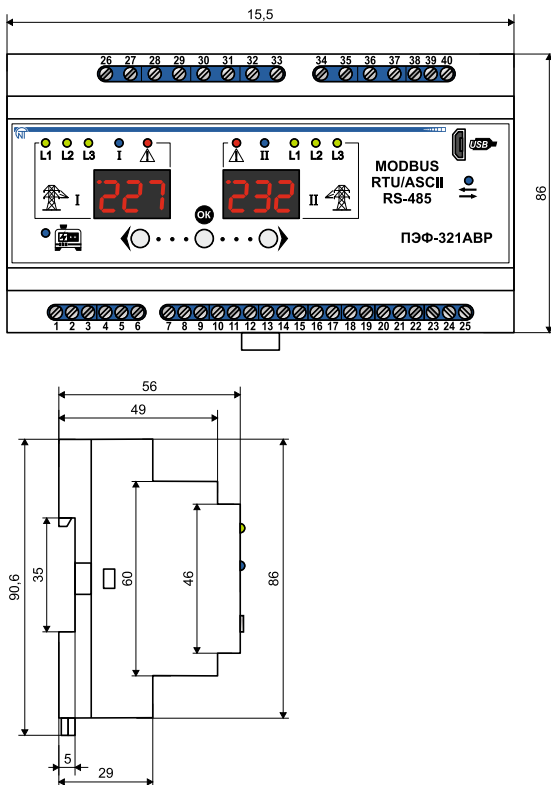 15,5
26 27 28 29 30 31 32 33 34 35 36 37 38 39 40
L1 L2 L3 I II L1 L2 L3
USB
MODBUS
RTU/ASCII
RS-485
I 227 232 II
OK
ПЭФ-321АВР
86
1 2 3 4 5 6 7 8 9 10 11 12 13 14 15 16 17 18 19 20 21 22 23 24 25
56
49
90,6
35
60
46
86
5
29